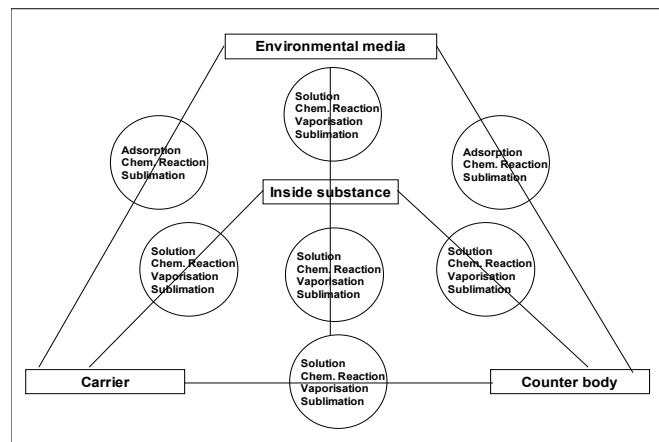 Environmental media
Solution
Chem. Reaction
Vaporisation
Sublimation
Adsorption
Chem. Reaction
Sublimation
Adsorption
Chem. Reaction
Sublimation
Inside substance
Solution
Chem. Reaction
Vaporisation
Sublimation
Solution
Chem. Reaction
Vaporisation
Sublimation
Solution
Chem. Reaction
Vaporisation
Sublimation
Solution
Chem. Reaction
Vaporisation
Sublimation
Carrier
Counter body